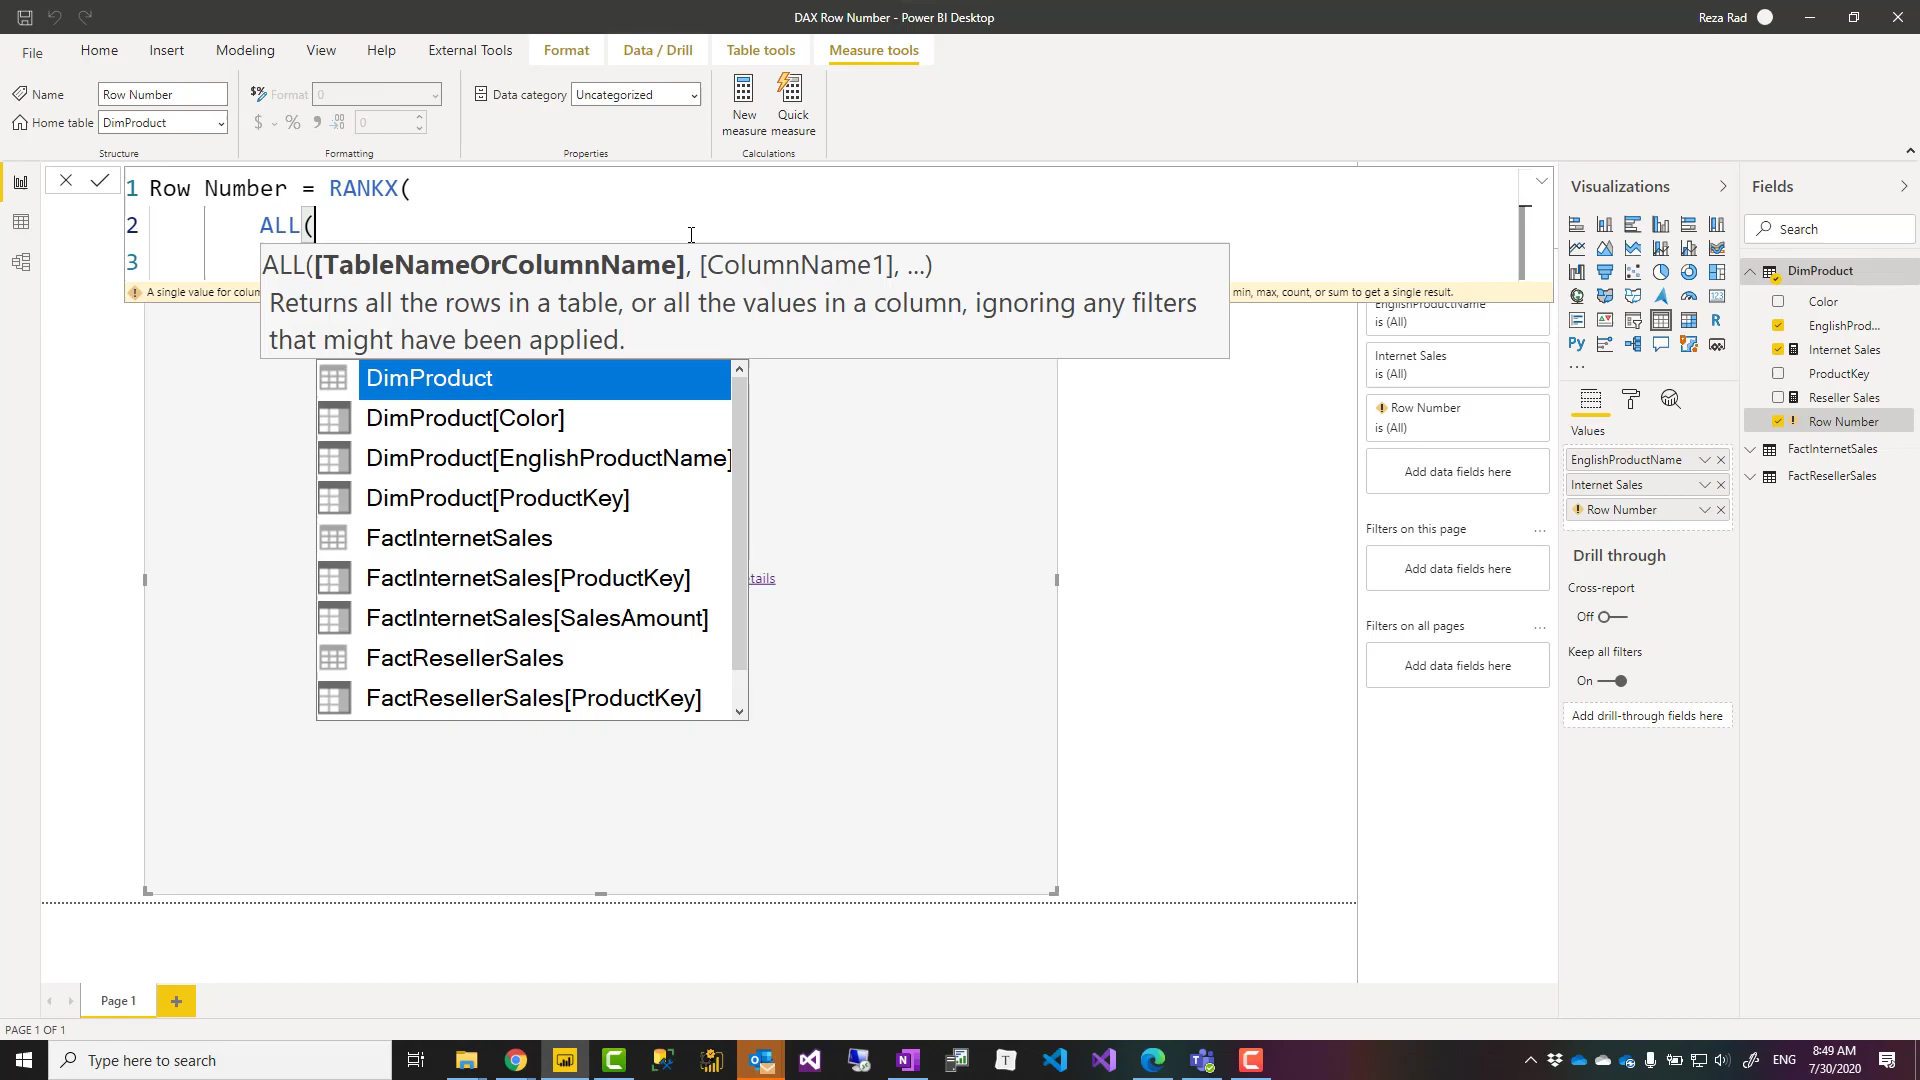 DAX Row Number - Power BI Desktop
Reza Rad
File
Home
Insert
Modeling
View
Help
External Tools
Format
Data / Drill
Table tools
Measure tools
Name
Row Number
Home table
DimProduct
Structure
$% Format
0
$
%
0
Formatting
Data category
Uncategorized
Properties
New
measure
Quick
measure
Calculations
1 Row Number = RANKX(
2 ALL(
3
ALL([TableNameOrColumnName], [ColumnName1], ...)
Returns all the rows in a table, or all the values in a column, ignoring any filters
that might have been applied.
A single value for colum
min, max, count, or sum to get a single result.
DimProduct
DimProduct[Color]
DimProduct[EnglishProductName]
DimProduct[ProductKey]
FactInternetSales
FactInternetSales[ProductKey]
FactInternetSales[SalesAmount]
FactResellerSales
FactResellerSales[ProductKey]
etails
EnglishProductName
is (All)
Internet Sales
is (All)
Row Number
is (All)
Add data fields here
Filters on this page
...
Add data fields here
Filters on all pages
...
Add data fields here
Visualizations
R
Py
...
Values
EnglishProductName
Internet Sales
Row Number
Drill through
Cross-report
Off
Keep all filters
On
Add drill-through fields here
Fields
Search
DimProduct
Color
EnglishProd...
Internet Sales
ProductKey
Reseller Sales
Row Number
FactInternetSales
FactResellerSales
Page 1
+
PAGE 1 OF 1
Type here to search
ENG
8:49 AM
7/30/2020